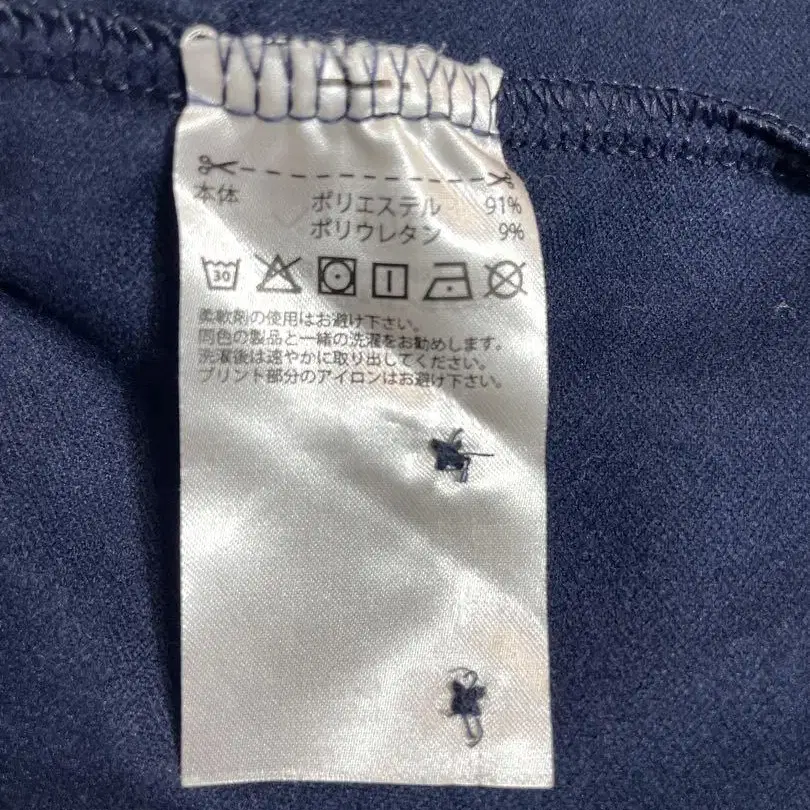 本体 ポリエステル 91%
ポリウレタン 9%
30
柔軟剤の使用はお避け下さい。
同色の製品と一緒の洗濯をお勧めします。
洗濯後は速やかに取り出してください。
プリント部分のアイロンはお避け下さい。